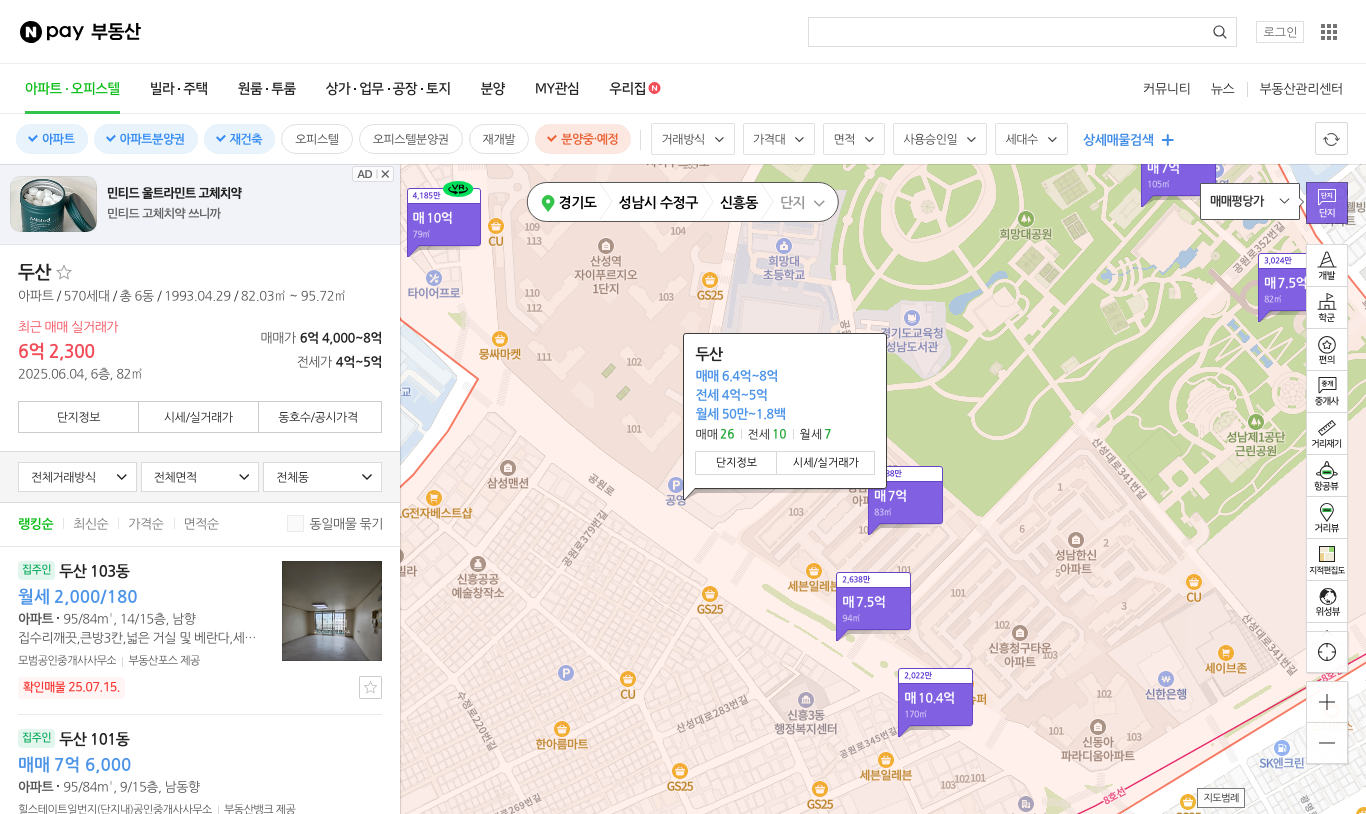 N pay 부동산
로그인
아파트·오피스텔
빌라·주택
원룸·투룸
상가·업무·공장·토지
분양
MY관심
우리집 N
커뮤니티
뉴스
부동산관리센터
아파트
아파트분양권
재건축
오피스텔
오피스텔분양권
재개발
분양중·예정
거래방식
가격대
면적
사용승인일
세대수
상세매물검색
AD
민티드 울트라민트 고체치약
민티드 고체치약 쓰니까
두산
아파트 / 570세대 / 총 6동 / 1993.04.29 / 82.03㎡ ~ 95.72㎡
최근 매매 실거래가
6억 2,300
2025.06.04, 6층, 82㎡
매매가 6억 4,000~8억
전세가 4억~5억
단지정보
시세/실거래가
동호수/공시가격
전체거래방식
전체면적
전체동
랭킹순
최신순
가격순
면적순
동일매물 묶기
집주인 두산 103동
월세 2,000/180
아파트 · 95/84m², 14/15층, 남향
집수리깨끗,큰방3칸,넓은 거실 및 베란다,세…
모범공인중개사사무소 | 부동산포스 제공
확인매물 25.07.15.
집주인 두산 101동
매매 7억 6,000
아파트 · 95/84m², 9/15층, 남동향
힐스테이트일번지(단지내)공인중개사사무소 | 부동산뱅크 제공
경기도
성남시 수정구
신흥동
단지
4,185만
VR
매 10억
79㎡
CU
109
113
104
산성역
자이푸르지오
1단지
희망대
초등학교
희망대공원
매 7억
105㎡
매매평당가
단지
단지
3,024만
매 7.5억
82㎡
공원로352번길
타이어프로
110
112
103
GS25
몽싸마켓
111
102
101
경기도교육청
성남도서관
두산
매매 6.4억~8억
전세 4억~5억
월세 50만~1.8백
매매 26
전세 10
월세 7
단지정보
시세/실거래가
성남제1공단
근린공원
산성대로341번길
삼성맨션
공원로
LG전자베스트샵
공원로379번길
매 7억
83㎡
103
101
6
5
성남한신
아파트
2
3
신흥공공
예술창작소
GS25
세븐일레븐
2,638만
매 7.5억
94㎡
101
102
신흥청구타운
아파트
103
CU
산성대로341번길
세이브존
신한은행
8호선
CU
2,022만
매 10.4억
170㎡
102
신흥3동
행정복지센터
산성대로283번길
공원로345번길
수정로220번길
한아름마트
GS25
세븐일레븐
GS25
101
신동아
파라디움아파트
103
102101
8호선
SK엔크린
지도범례
개발
학군
편의
중개
중개사
거리재기
항공뷰
거리뷰
지적편집도
위성뷰